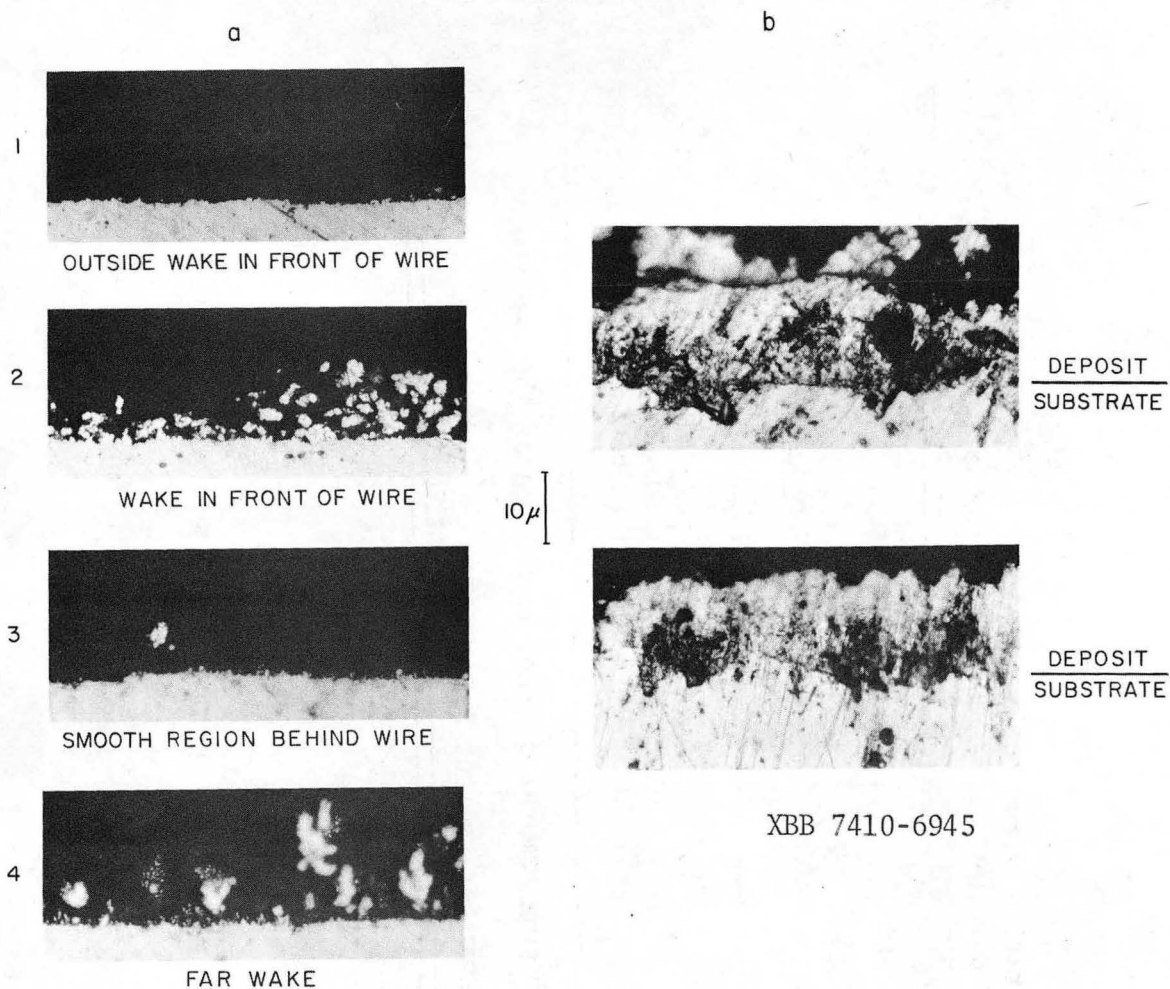 a
b
1
OUTSIDE WAKE IN FRONT OF WIRE
2
WAKE IN FRONT OF WIRE
3
SMOOTH REGION BEHIND WIRE
4
FAR WAKE
10μ
DEPOSIT
SUBSTRATE
DEPOSIT
SUBSTRATE
XBB 7410-6945